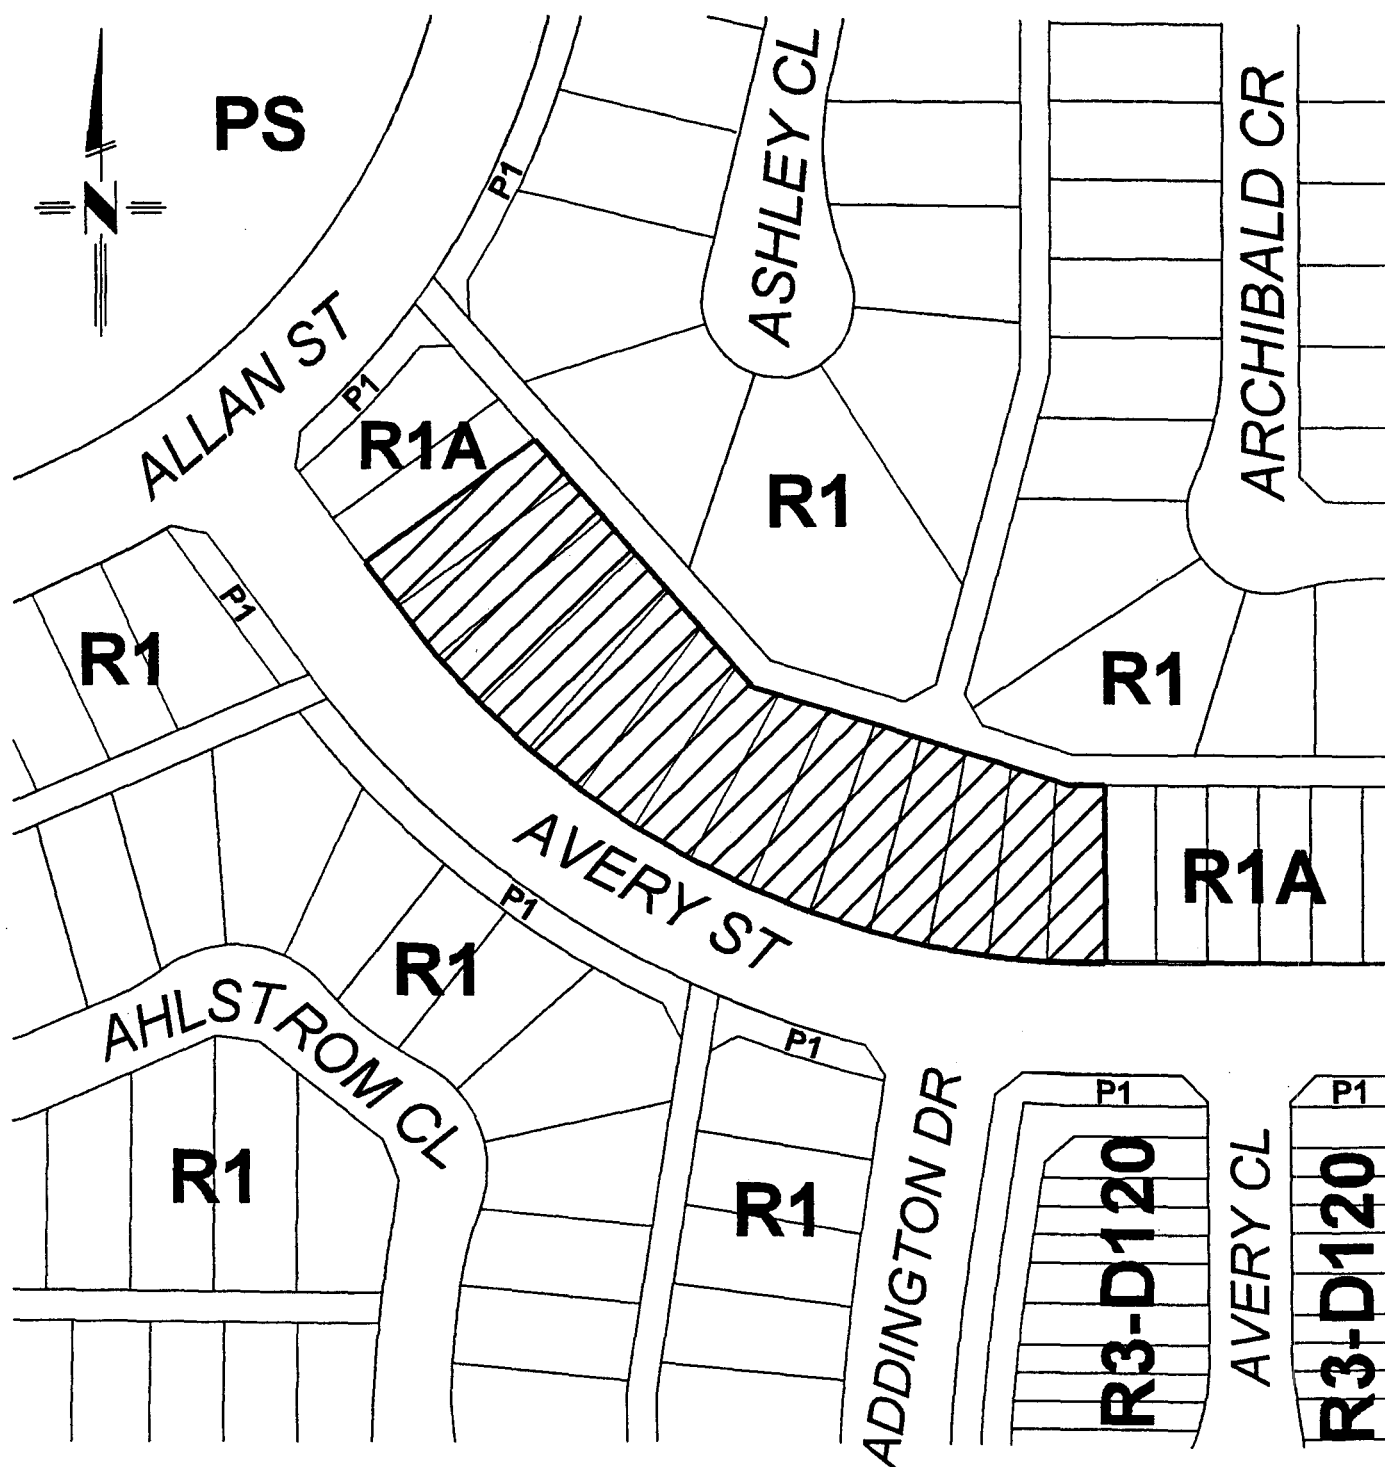 PS
N
ASHLEY CL
ARCHIBALD CR
P1
ALLAN ST
P1
R1A
R1
P1
R1
R1
AVERY ST
R1A
P1
R1
AHLSTROM CL
P1
P1
P1
R1
R1
ADDINGTON DR
R3-D120
AVERY CL
R3-D120